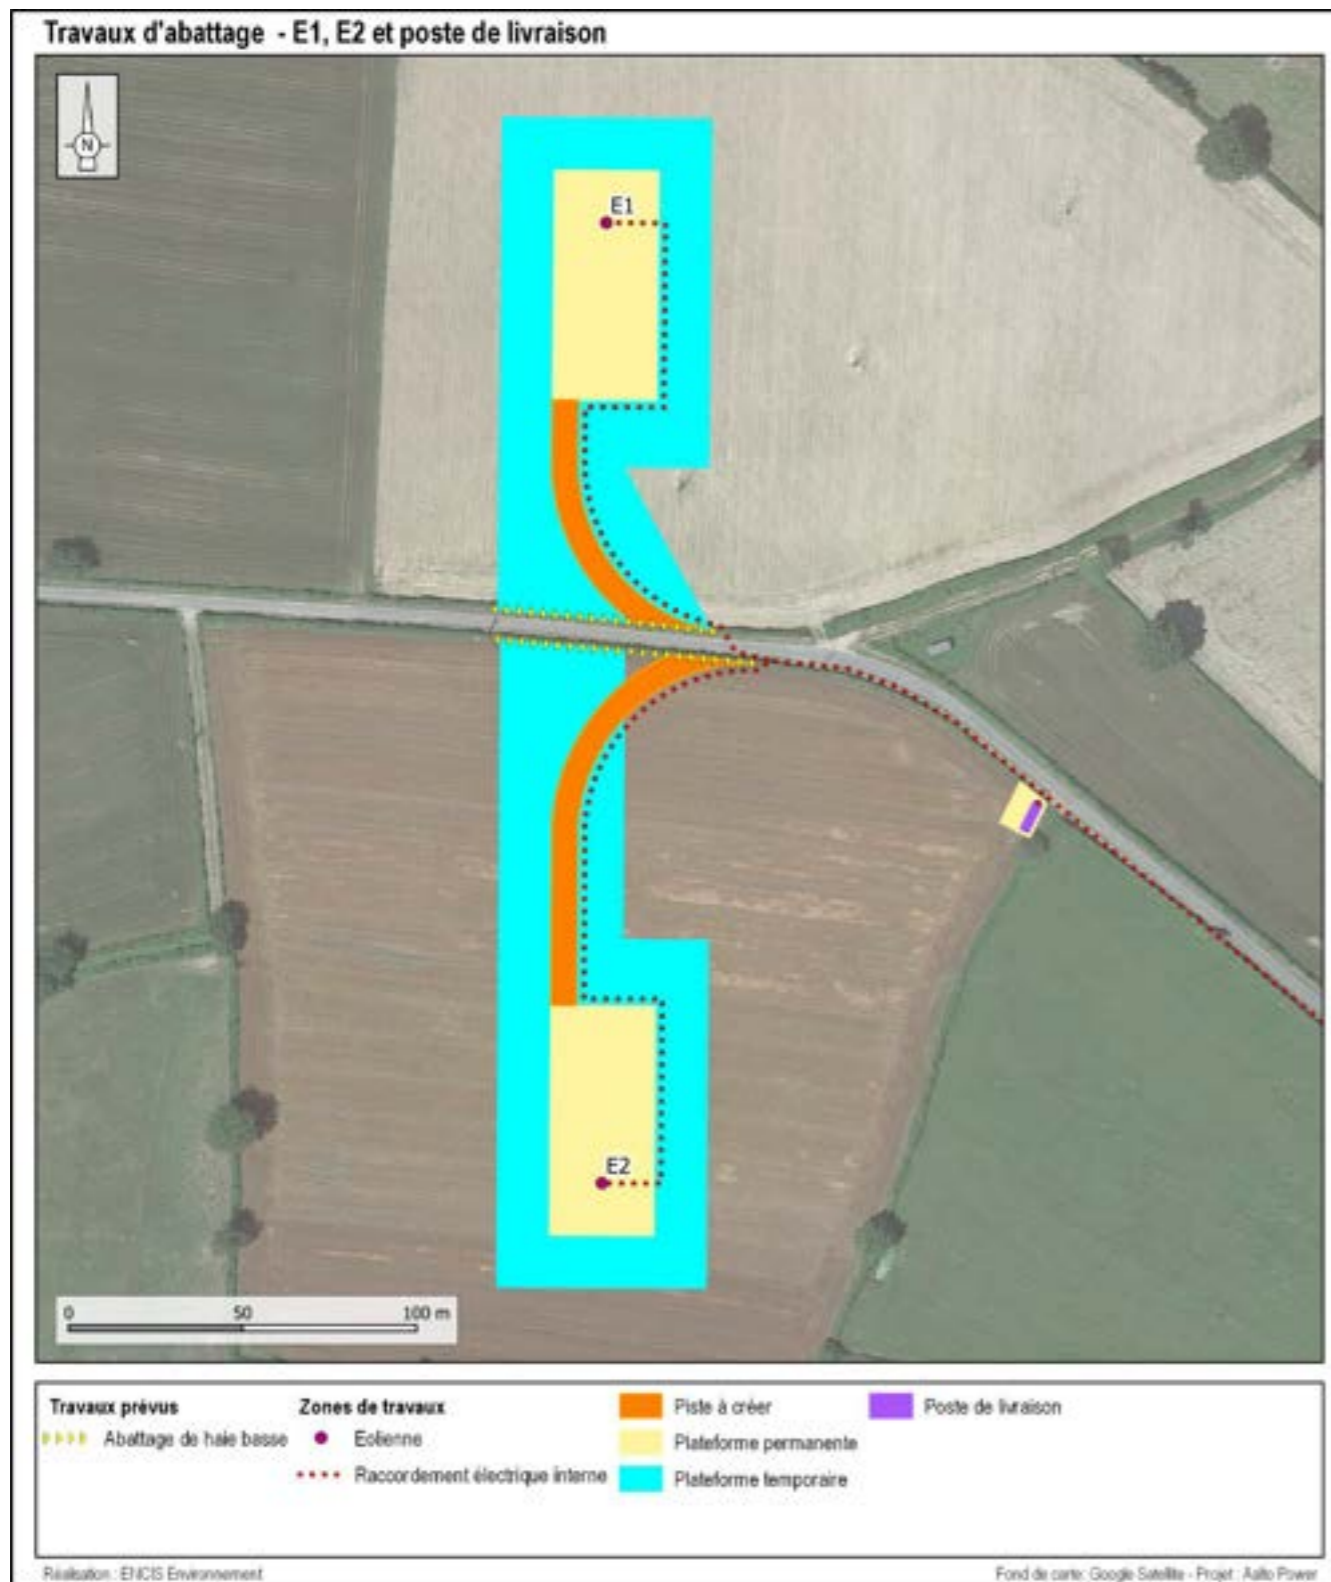 Travaux d'abattage - E1, E2 et poste de livraison
N
E1
E2
0 50 100 m
Travaux prévus
Abattage de haie basse
Zones de travaux
Eolienne
Raccordement électrique interne
Piste à créer
Plateforme permanente
Plateforme temporaire
Poste de livraison
Réalisation : ENCIS Environnement
Fond de carte: Google Satellite - Projet : Aalto Power